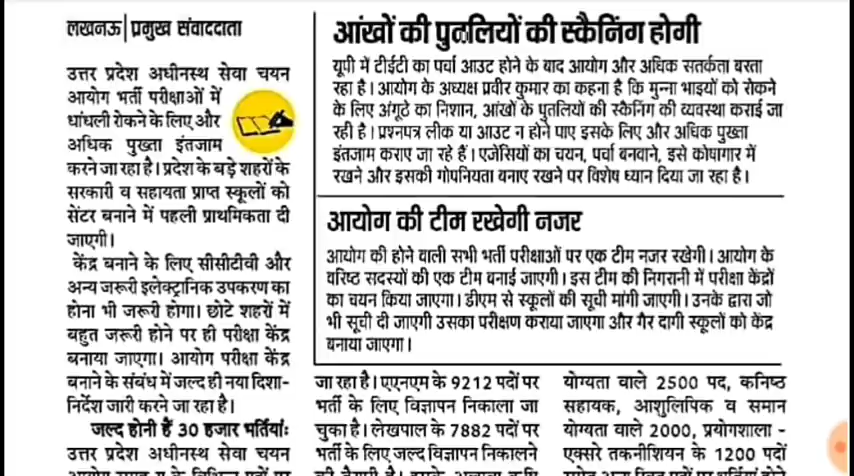 लखनऊ | प्रमुख संवाददाता
उत्तर प्रदेश अधीनस्थ सेवा चयन
आयोग भर्ती परीक्षाओं में
धांधली रोकने के लिए और
अधिक पुख्ता इंतजाम
करने जा रहा है। प्रदेश के बड़े शहरों के
सरकारी व सहायता प्राप्त स्कूलों को
सेंटर बनाने में पहली प्राथमिकता दी
जाएगी।
केंद्र बनाने के लिए सीसीटीवी और
अन्य जरूरी इलेक्ट्रानिक उपकरण का
होना भी जरूरी होगा। छोटे शहरों में
बहुत जरूरी होने पर ही परीक्षा केंद्र
बनाया जाएगा। आयोग परीक्षा केंद्र
बनाने के संबंध में जल्द ही नया दिशा-
निर्देश जारी करने जा रहा है।
जल्द होनी हैं 30 हजार भर्तियां:
उत्तर प्रदेश अधीनस्थ सेवा चयन
आंखों की पुतलियों की स्कैनिंग होगी
यूपी में टीईटी का पर्चा आउट होने के बाद आयोग और अधिक सतर्कता बरता
रहा है। आयोग के अध्यक्ष प्रवीर कुमार का कहना है कि मुन्ना भाइयों को रोकने
के लिए अंगूठे का निशान, आंखों के पुतलियों की स्कैनिंग की व्यवस्था कराई जा
रही है। प्रश्नपत्र लीक या आउट न होने पाए इसके लिए और अधिक पुख्ता
इंतजाम कराए जा रहे हैं। एजेंसियों का चयन, पर्चा बनवाने, इसे कोषागार में
रखने और इसकी गोपनियता बनाए रखने पर विशेष ध्यान दिया जा रहा है।
आयोग की टीम रखेगी नजर
आयोग की होने वाली सभी भर्ती परीक्षाओं पर एक टीम नजर रखेगी। आयोग के
वरिष्ठ सदस्यों की एक टीम बनाई जाएगी। इस टीम की निगरानी में परीक्षा केंद्रों
का चयन किया जाएगा। डीएम से स्कूलों की सूची मांगी जाएगी। उनके द्वारा जो
भी सूची दी जाएगी उसका परीक्षण कराया जाएगा और गैर दागी स्कूलों को केंद्र
बनाया जाएगा।
जा रहा है। एएनएम के 9212 पदों पर
भर्ती के लिए विज्ञापन निकाला जा
चुका है। लेखपाल के 7882 पदों पर
भर्ती के लिए जल्द विज्ञापन निकालने
योग्यता वाले 2500 पद, कनिष्ठ
सहायक, आशुलिपिक व समान
योग्यता वाले 2000, प्रयोगशाला -
एक्सरे तकनीशियन के 1200 पदों